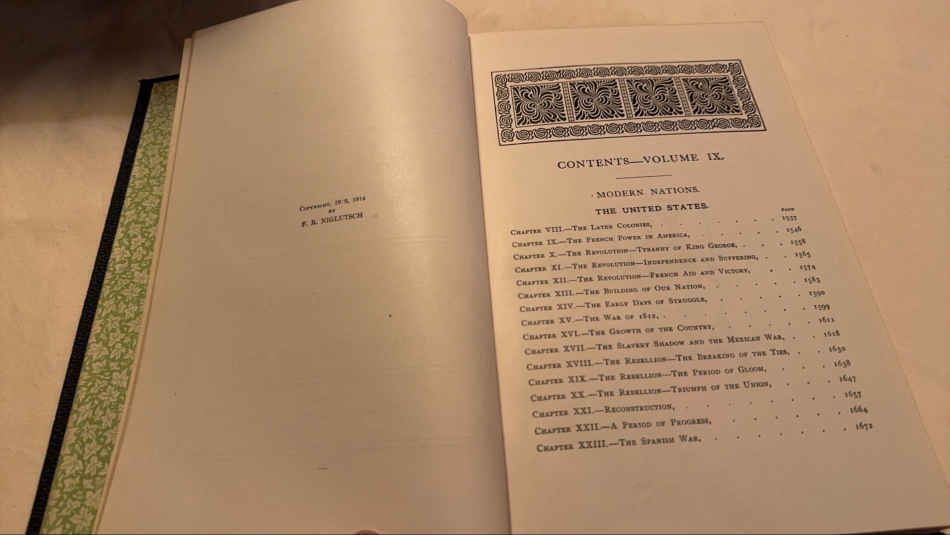 COPYRIGHT, 1914
BY
F. R. NIGLUTSCH
CONTENTS—VOLUME IX.
MODERN NATIONS.
THE UNITED STATES.
PAGE
CHAPTER VIII.—THE LATER COLONIES, 1537
CHAPTER IX.—THE FRENCH POWER IN AMERICA, 1546
CHAPTER X.—THE REVOLUTION—TYRANNY OF KING GEORGE, 1558
CHAPTER XI.—THE REVOLUTION—INDEPENDENCE AND SUFFERING, 1565
CHAPTER XII.—THE REVOLUTION—FRENCH AID AND VICTORY, 1574
CHAPTER XIII.—THE BUILDING OF OUR NATION, 1583
CHAPTER XIV.—THE EARLY DAYS OF STRUGGLE, 1590
CHAPTER XV.—THE WAR OF 1812, 1599
CHAPTER XVI.—THE GROWTH OF THE COUNTRY, 1612
CHAPTER XVII.—THE SLAVERY SHADOW AND THE MEXICAN WAR, 1618
CHAPTER XVIII.—THE REBELLION—THE BREAKING OF THE TIES, 1630
CHAPTER XIX.—THE REBELLION—THE PERIOD OF GLOOM, 1638
CHAPTER XX.—THE REBELLION—TRIUMPH OF THE UNION, 1647
CHAPTER XXI.—RECONSTRUCTION, 1657
CHAPTER XXII.—A PERIOD OF PROGRESS, 1664
CHAPTER XXIII.—THE SPANISH WAR, 1672